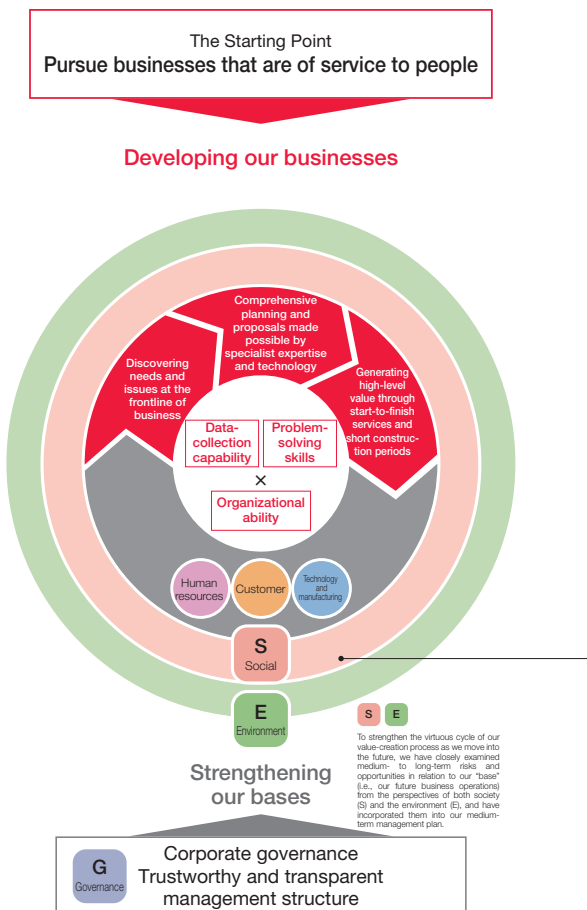 The Starting Point
Pursue businesses that are of service to people
Developing our businesses
Discovering
needs and
issues at the
frontline of
business
Comprehensive
planning and
proposals made
possible by
specialist expertise
and technology
Generating
high-level
value through
start-to-finish
services and
short construc-
tion periods
Data-
collection
capability
Problem-
solving
skills
×
Organizational
ability
Human
resources
Customer
Technology
and
manufacturing
S
Social
E
Environment
S E
To strengthen the virtuous cycle of our
value-creation process as we move into
the future, we have closely examined
medium- to long-term risks and
opportunities in relation to our “base”
(i.e., our future business operations)
from the perspectives of both society
(S) and the environment (E), and have
incorporated them into our medium-
term management plan.
Strengthening
our bases
G
Governance
Corporate governance
Trustworthy and transparent
management structure